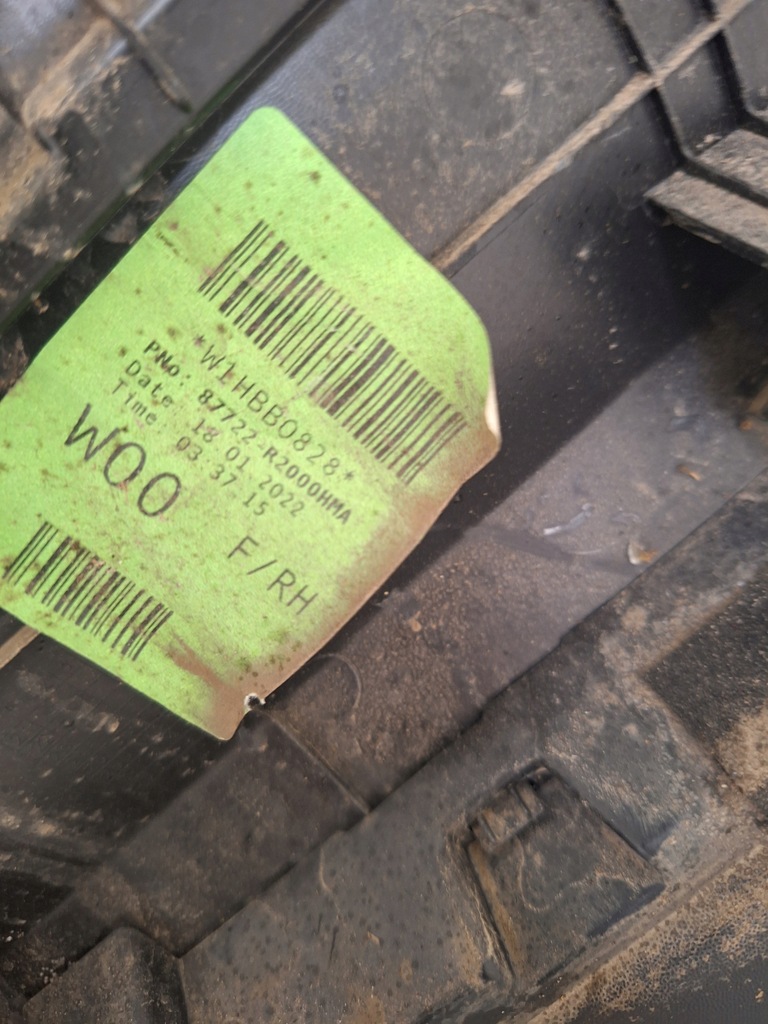 *W1HBB0828*
PNo: 87722-R2000HMA
Date: 18 01 2022
Time: 03:37:15
W00 F/RH